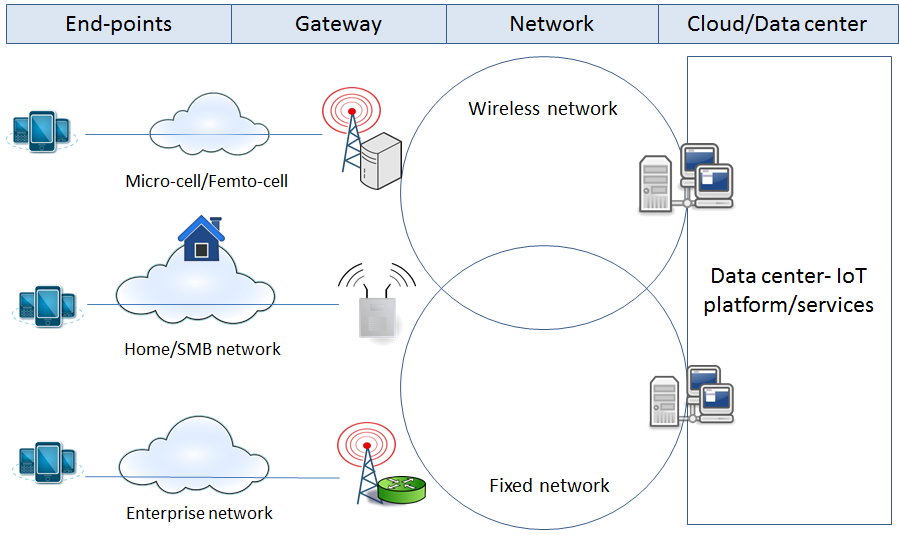 End-points
Gateway
Network
Cloud/Data center
Wireless network
Micro-cell/Femto-cell
Data center- IoT
platform/services
Home/SMB network
Fixed network
Enterprise network